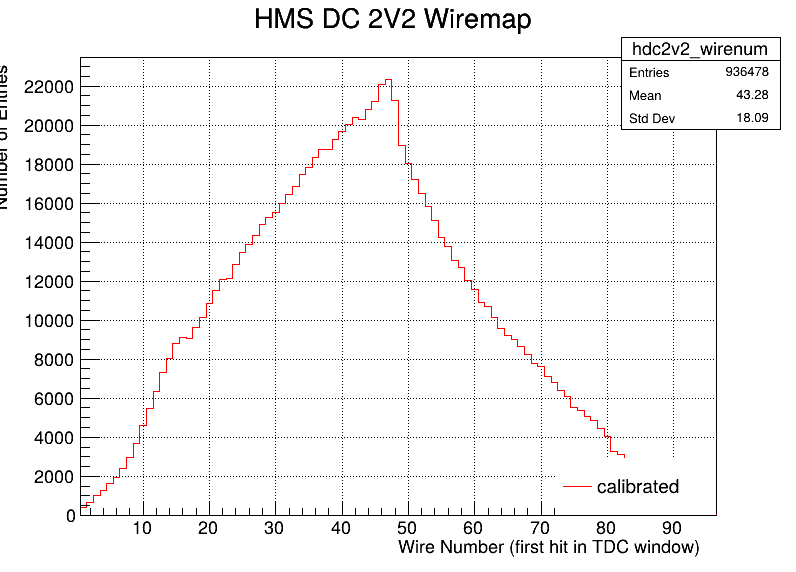 HMS DC 2V2 Wiremap
hdc2v2_wirenum
Entries 936478
Mean 43.28
Std Dev 18.09
Number of Entries
22000
20000
18000
16000
14000
12000
10000
8000
6000
4000
2000
0
calibrated
10 20 30 40 50 60 70 80 90
Wire Number (first hit in TDC window)